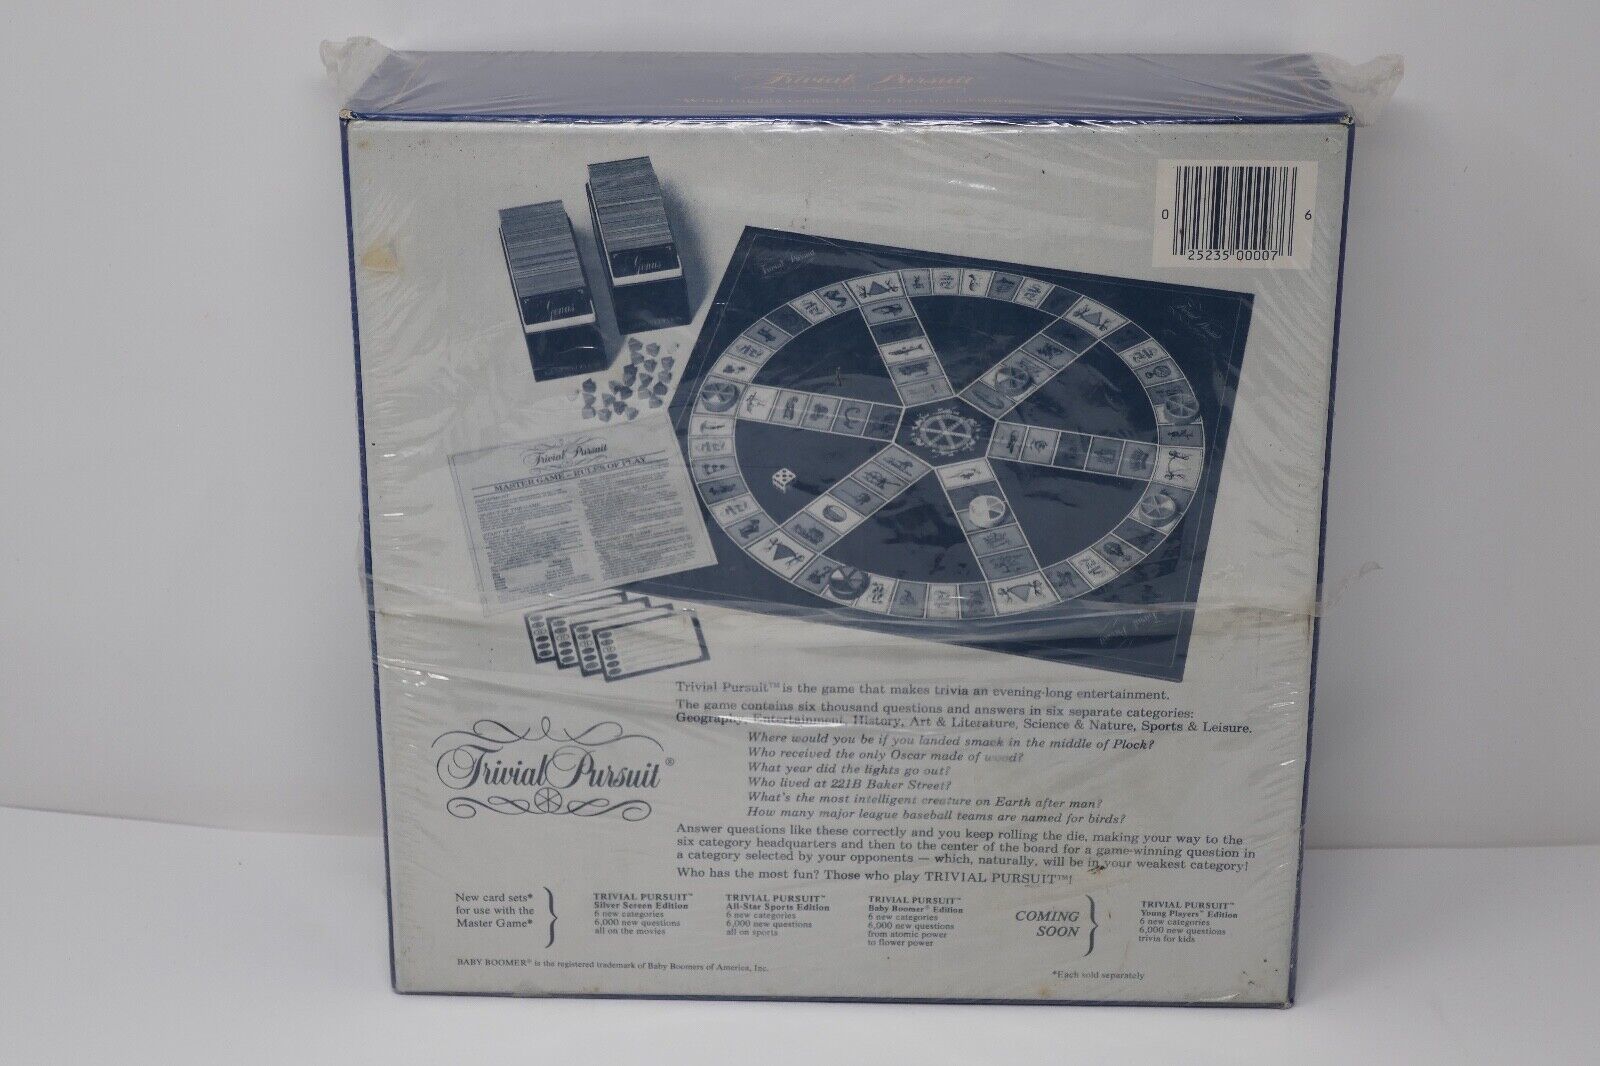 Trivial Pursuit
0
6
25235 00007
Genus
Genus
Trivial Pursuit
Trivial Pursuit
Trivial Pursuit
MASTER GAME – RULES OF PLAY
Trivial Pursuit
Trivial Pursuit™ is the game that makes trivia an evening-long entertainment.
The game contains six thousand questions and answers in six separate categories:
Geography, Entertainment, History, Art & Literature, Science & Nature, Sports & Leisure.
Where would you be if you landed smack in the middle of Plock?
Who received the only Oscar made of wood?
What year did the lights go out?
Who lived at 221B Baker Street?
What's the most intelligent creature on Earth after man?
How many major league baseball teams are named for birds?
Trivial Pursuit®
Answer questions like these correctly and you keep rolling the die, making your way to the
six category headquarters and then to the center of the board for a game-winning question in
a category selected by your opponents — which, naturally, will be in your weakest category!
Who has the most fun? Those who play TRIVIAL PURSUIT™!
New card sets*
for use with the
Master Game*
TRIVIAL PURSUIT™
Silver Screen Edition
6 new categories
6,000 new questions
all on the movies
TRIVIAL PURSUIT™
All-Star Sports Edition
6 new categories
6,000 new questions
all on sports
TRIVIAL PURSUIT™
Baby Boomer® Edition
6 new categories
6,000 new questions
from atomic power
to flower power
COMING
SOON
TRIVIAL PURSUIT™
Young Players™ Edition
6 new categories
6,000 new questions
trivia for kids
BABY BOOMER® is the registered trademark of Baby Boomers of America, Inc.
*Each sold separately